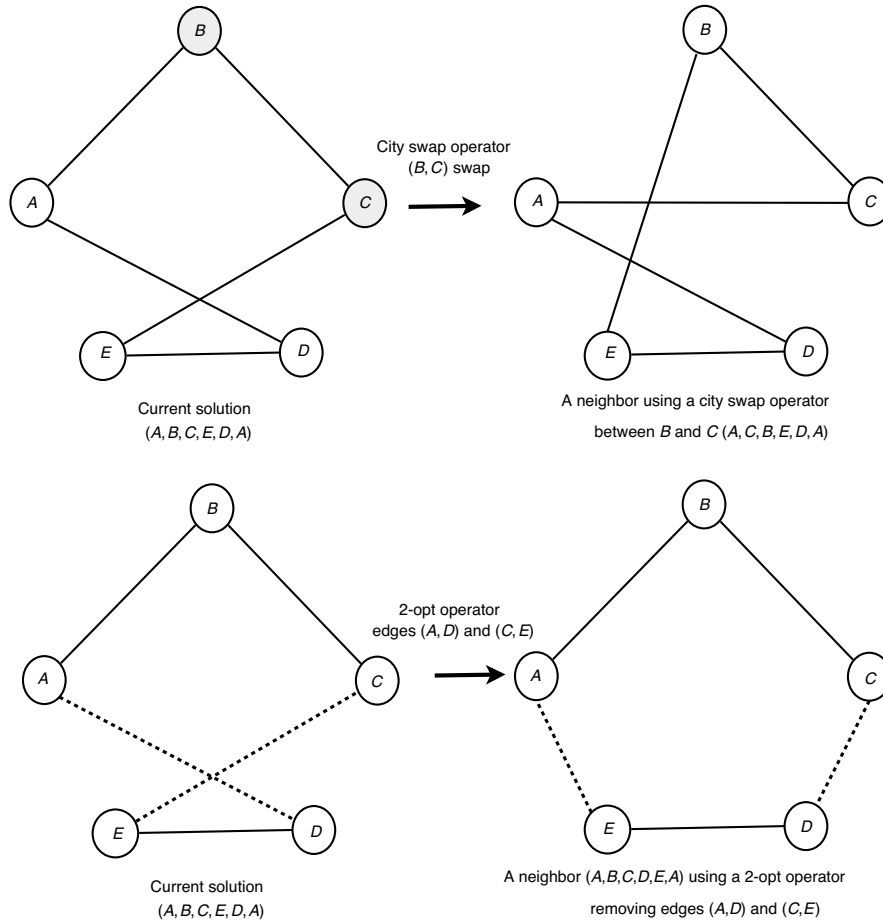 B
B
City swap operator
(B, C) swap
A
C
A
C
E
D
E
D
Current solution
(A, B, C, E, D, A)
A neighbor using a city swap operator
between B and C (A, C, B, E, D, A)
B
B
2-opt operator
edges (A, D) and (C, E)
A
C
A
C
E
D
E
D
Current solution
(A, B, C, E, D, A)
A neighbor (A,B,C,D,E,A) using a 2-opt operator
removing edges (A,D) and (C,E)